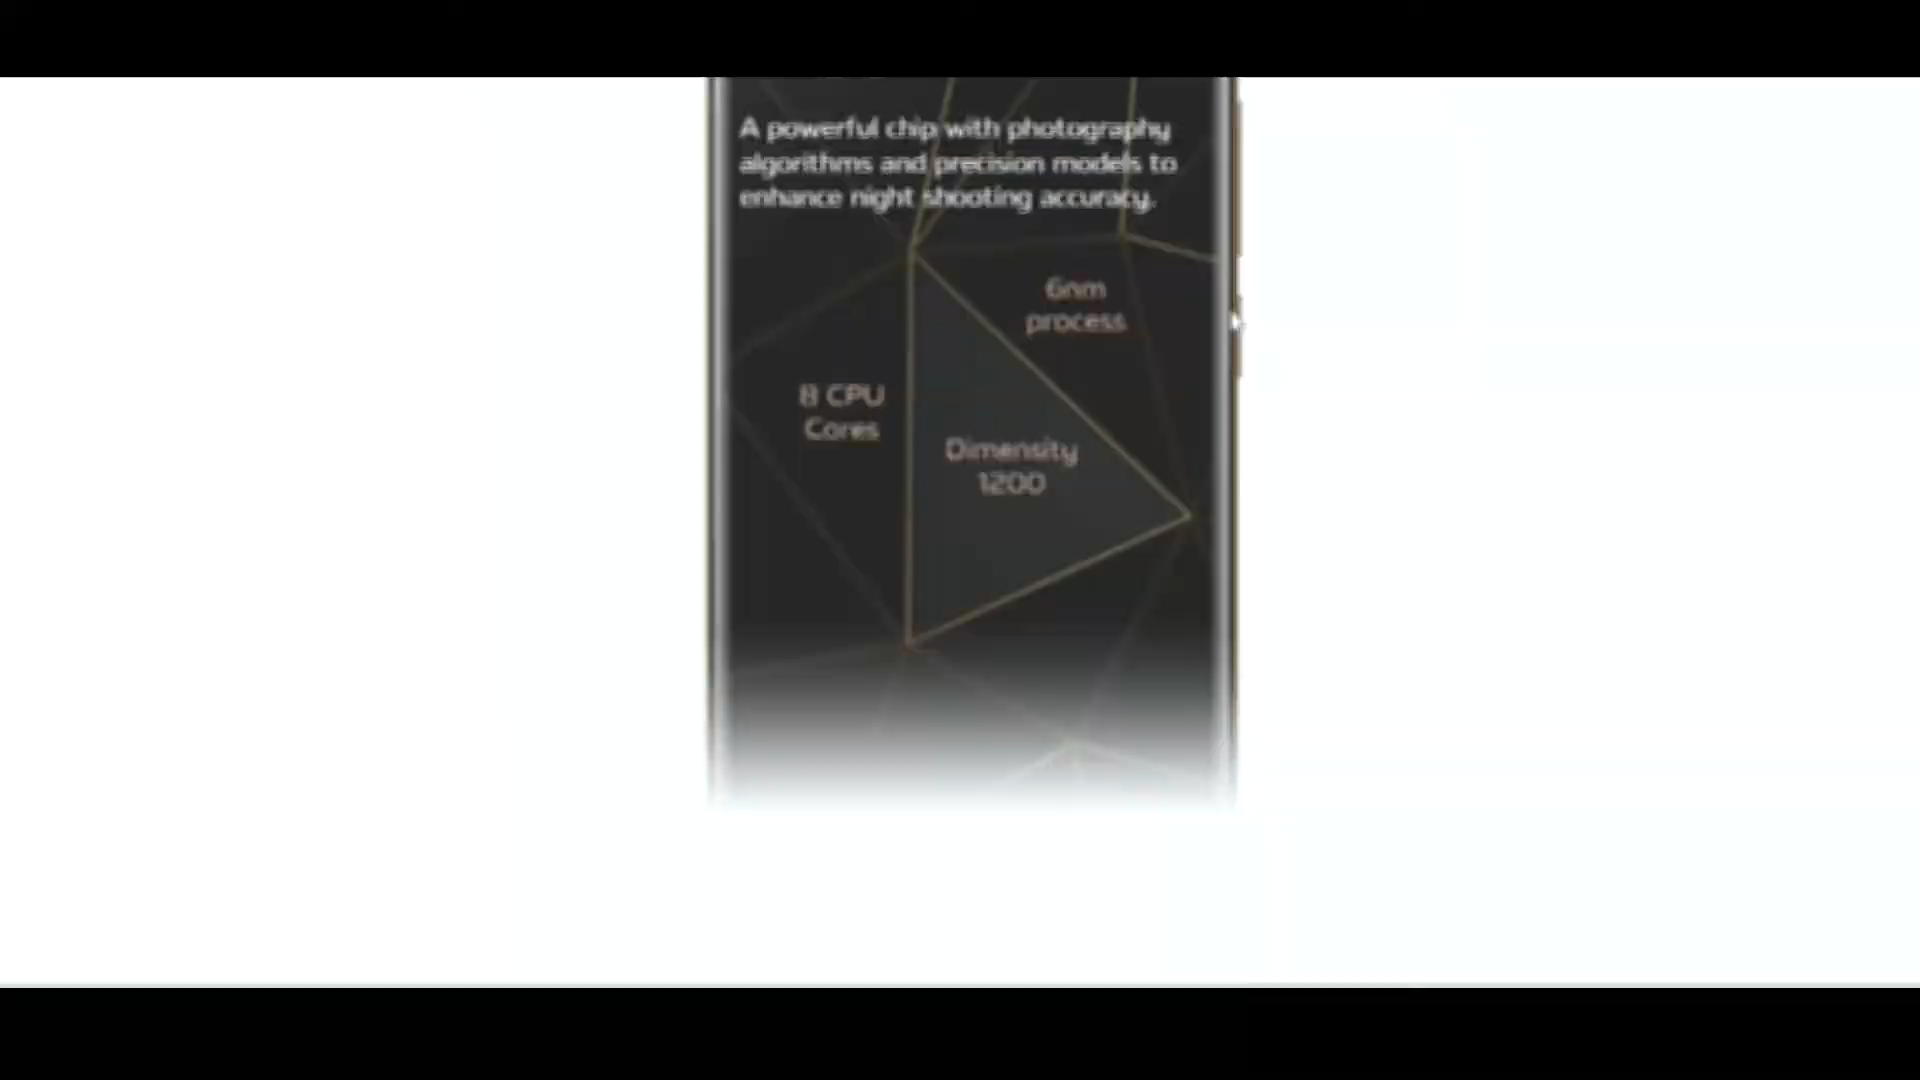 A powerful chip with photography
algorithms and precision models to
enhance night shooting accuracy.
6nm
process
8 CPU
Cores
Dimensity
1200